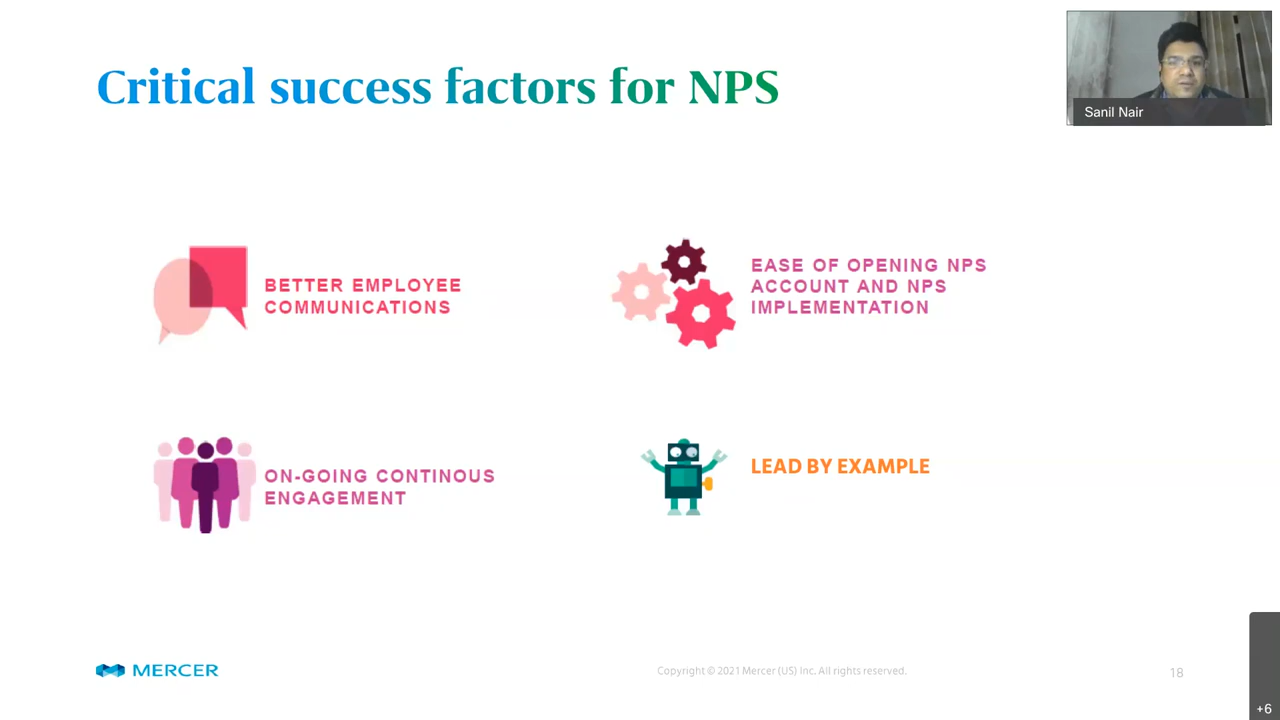 Critical success factors for NPS
Sanil Nair
BETTER EMPLOYEE
COMMUNICATIONS
EASE OF OPENING NPS
ACCOUNT AND NPS
IMPLEMENTATION
ON-GOING CONTINOUS
ENGAGEMENT
LEAD BY EXAMPLE
MERCER
Copyright © 2021 Mercer (US) Inc. All rights reserved.
18
+6